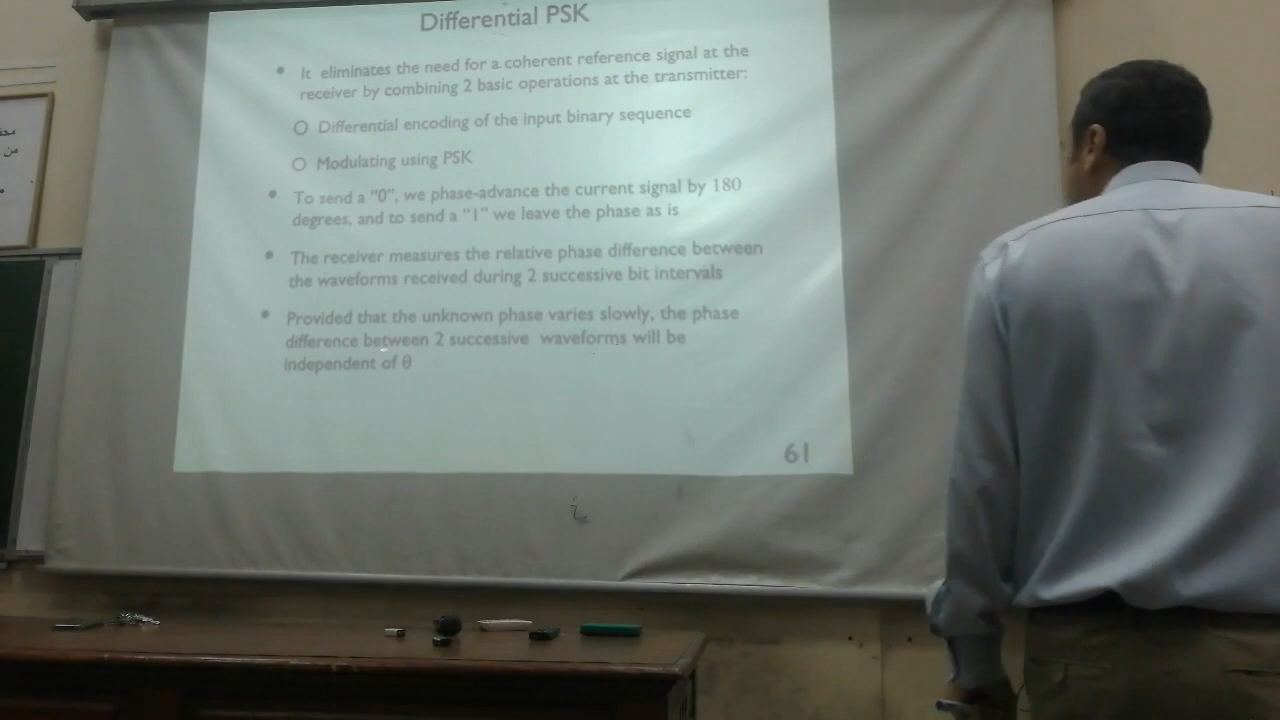 Differential PSK
• It eliminates the need for a coherent reference signal at the
receiver by combining 2 basic operations at the transmitter:
O Differential encoding of the input binary sequence
O Modulating using PSK
• To send a "0", we phase-advance the current signal by 180
degrees, and to send a "1" we leave the phase as is
• The receiver measures the relative phase difference between
the waveforms received during 2 successive bit intervals
• Provided that the unknown phase varies slowly, the phase
difference between 2 successive waveforms will be
independent of θ
61
من